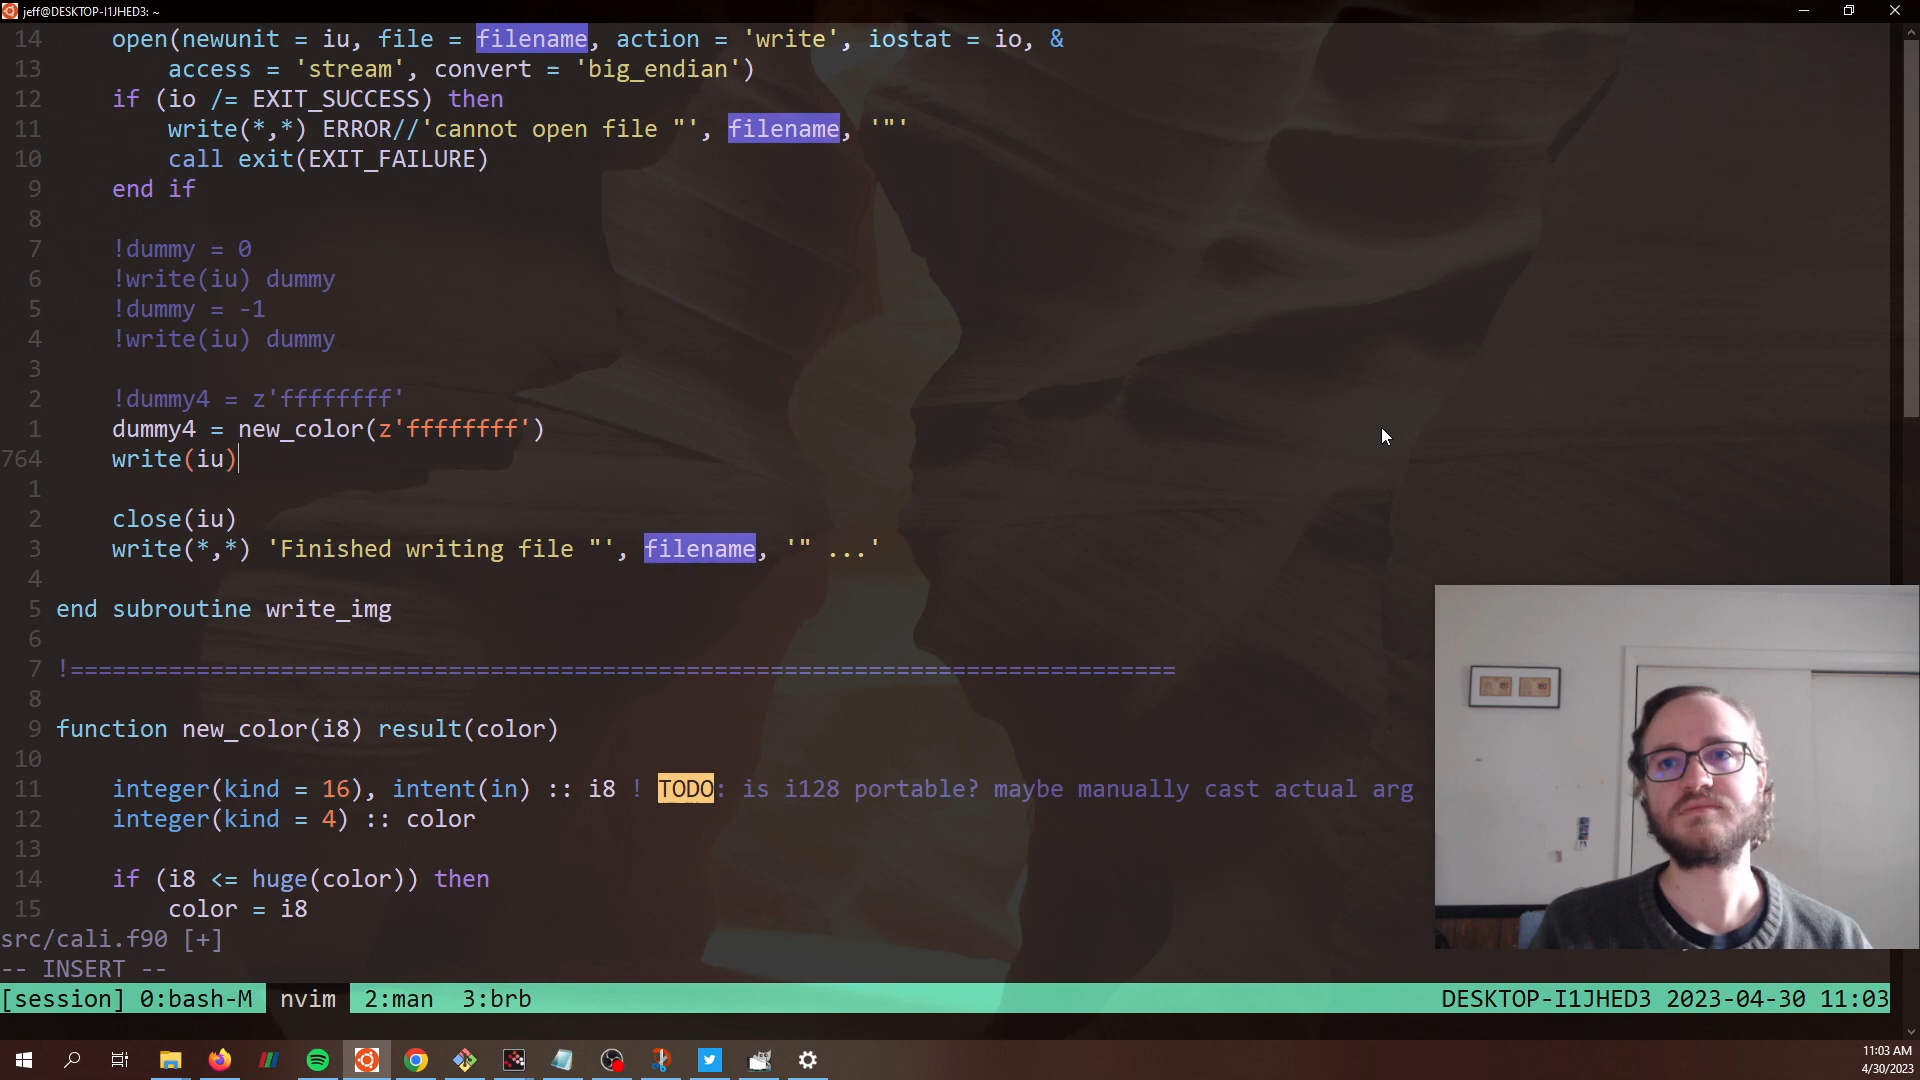 jeff@DESKTOP-I1JHED3: ~
14 open(newunit = iu, file = filename, action = 'write', iostat = io, &
13 access = 'stream', convert = 'big_endian')
12 if (io /= EXIT_SUCCESS) then
11 write(*,*) ERROR//'cannot open file "', filename, '"'
10 call exit(EXIT_FAILURE)
9 end if
8
7 !dummy = 0
6 !write(iu) dummy
5 !dummy = -1
4 !write(iu) dummy
3
2 !dummy4 = z'ffffffff'
1 dummy4 = new_color(z'ffffffff')
764 write(iu)
1
2 close(iu)
3 write(*,*) 'Finished writing file "', filename, '" ...'
4
5 end subroutine write_img
6
7 !===============================================================================
8
9 function new_color(i8) result(color)
10
11 integer(kind = 16), intent(in) :: i8 ! TODO: is i128 portable? maybe manually cast actual arg
12 integer(kind = 4) :: color
13
14 if (i8 <= huge(color)) then
15 color = i8
src/cali.f90 [+]
-- INSERT --
[session] 0:bash-M nvim 2:man 3:brb DESKTOP-I1JHED3 2023-04-30 11:03
11:03 AM
4/30/2023